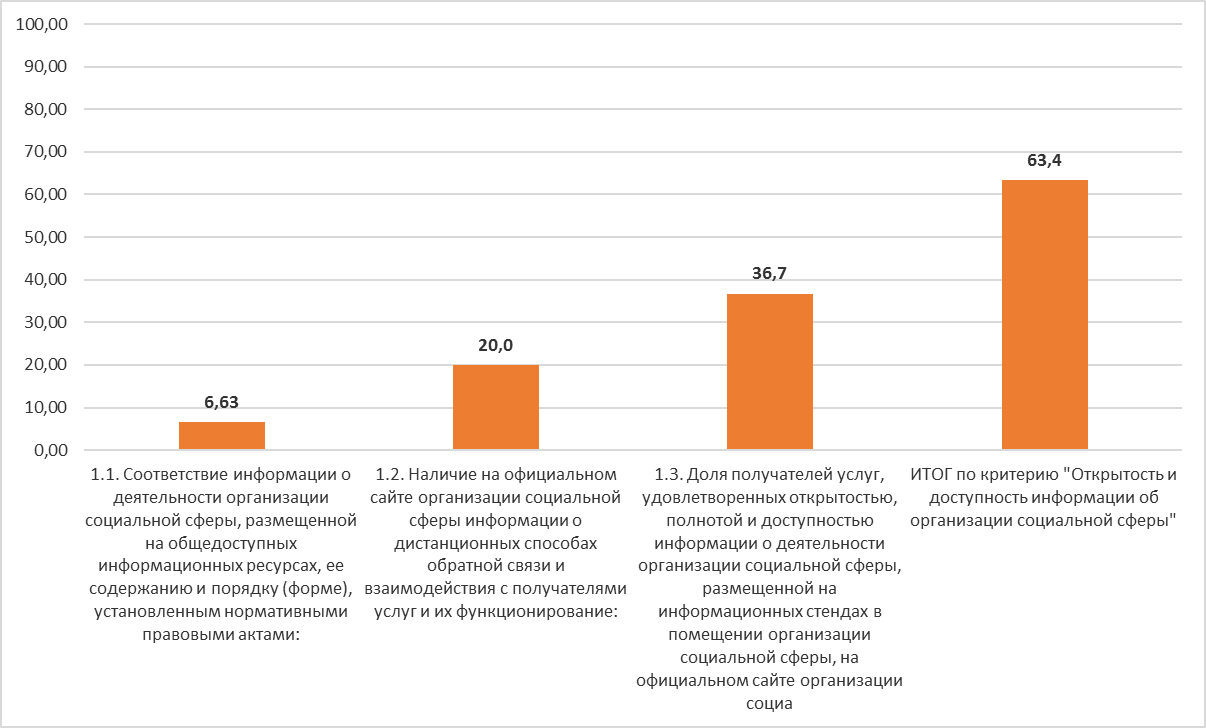 100,00
90,00
80,00
70,00
60,00
50,00
40,00
30,00
20,00
10,00
0,00
6,63
20,0
36,7
63,4
1.1. Соответствие информации о
деятельности организации
социальной сферы, размещенной
на общедоступных
информационных ресурсах, ее
содержанию и порядку (форме),
установленным нормативными
правовыми актами:
1.2. Наличие на официальном
сайте организации социальной
сферы информации о
дистанционных способах
обратной связи и
взаимодействия с получателями
услуг и их функционирование:
1.3. Доля получателей услуг,
удовлетворенных открытостью,
полнотой и доступностью
информации о деятельности
организации социальной сферы,
размещенной на
информационных стендах в
помещении организации
социальной сферы, на
официальном сайте организации
социа
ИТОГ по критерию "Открытость и
доступность информации об
организации социальной сферы"